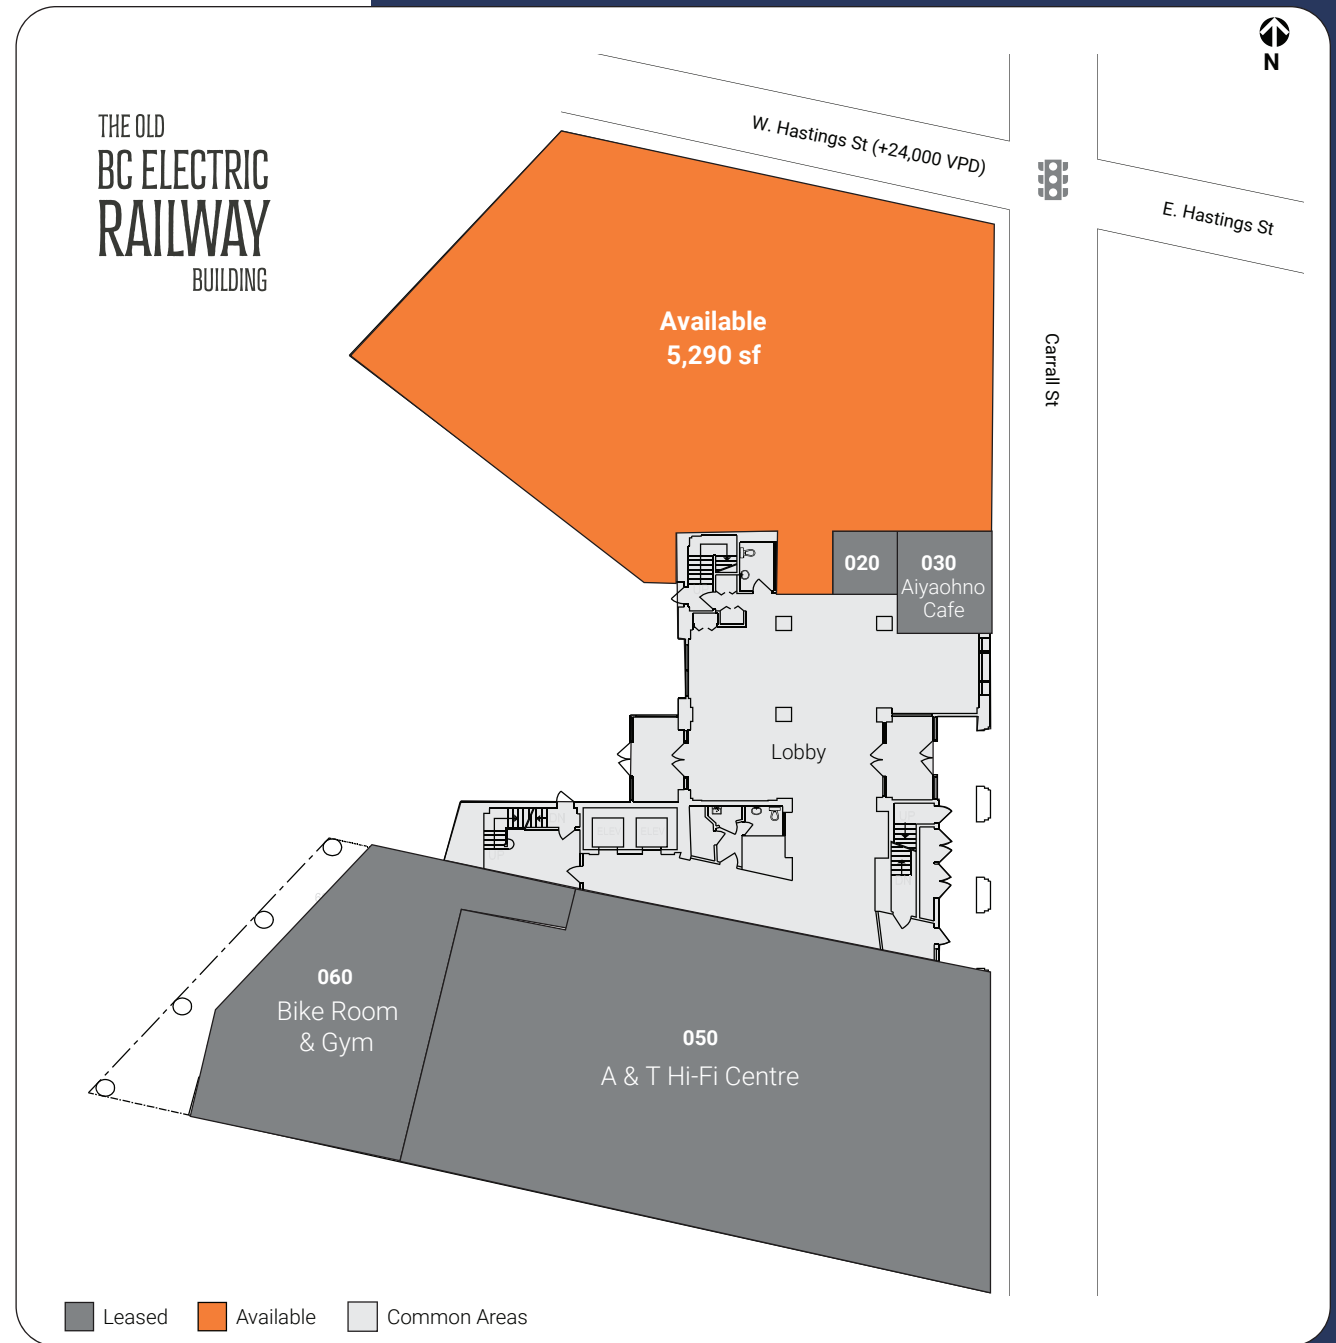 N
THE OLD
BC ELECTRIC
RAILWAY
BUILDING
W. Hastings St (+24,000 VPD)
E. Hastings St
Available
5,290 sf
Carrall St
020
030
Aiyaohno
Cafe
Lobby
060
Bike Room
& Gym
050
A & T Hi-Fi Centre
Leased
Available
Common Areas